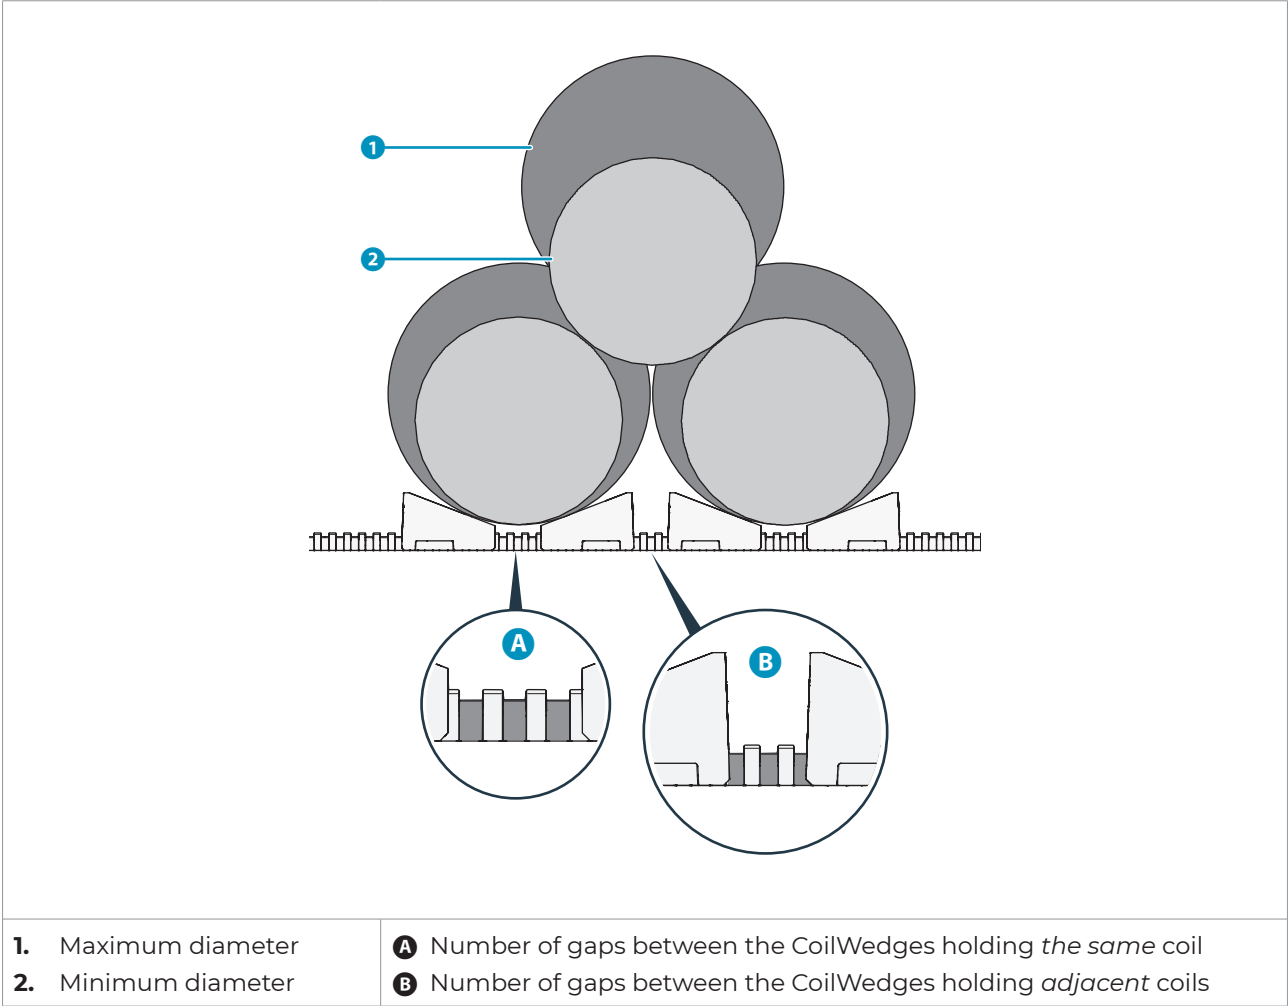 1
2
A
B
1. Maximum diameter
2. Minimum diameter
A Number of gaps between the CoilWedges holding the same coil
B Number of gaps between the CoilWedges holding adjacent coils